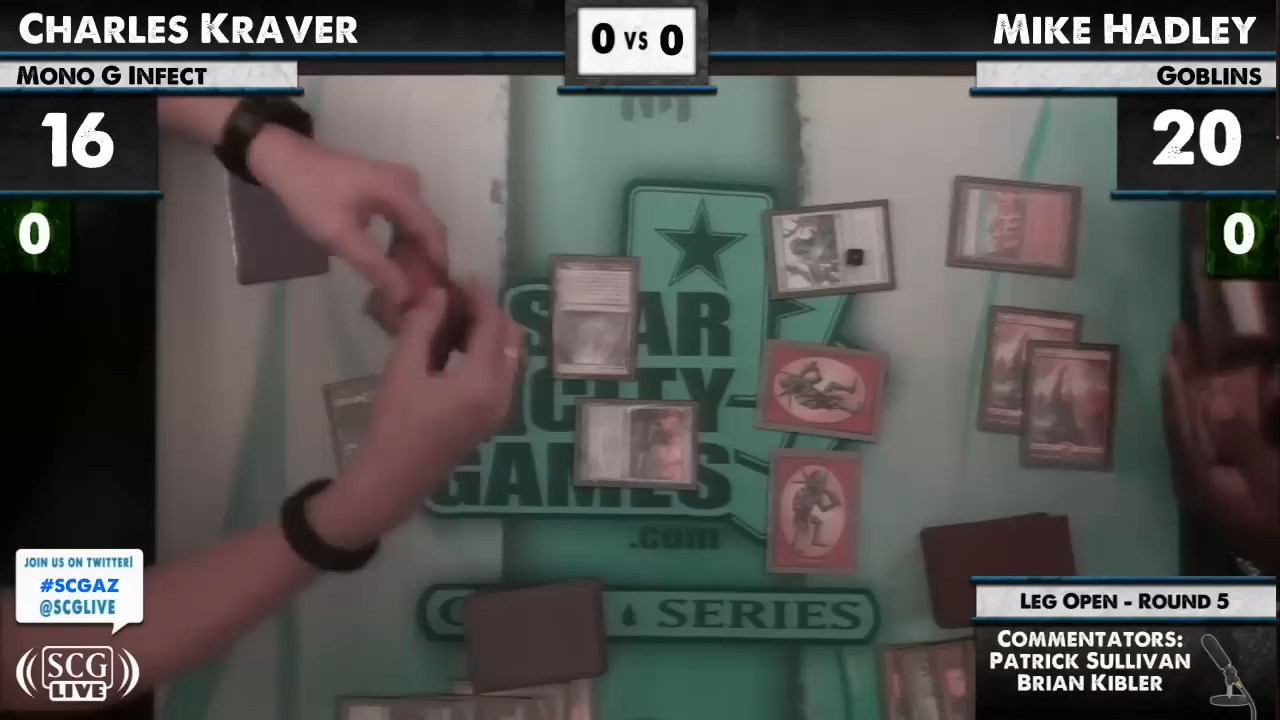 CHARLES KRAVER
0 VS 0
MIKE HADLEY
MONO G INFECT
GOBLINS
16
20
0
0
STAR
CITY
GAMES
.com
SERIES
JOIN US ON TWITTER!
#SCGAZ
@SCGLIVE
SCG
LIVE
LEG OPEN - ROUND 5
COMMENTATORS:
PATRICK SULLIVAN
BRIAN KIBLER